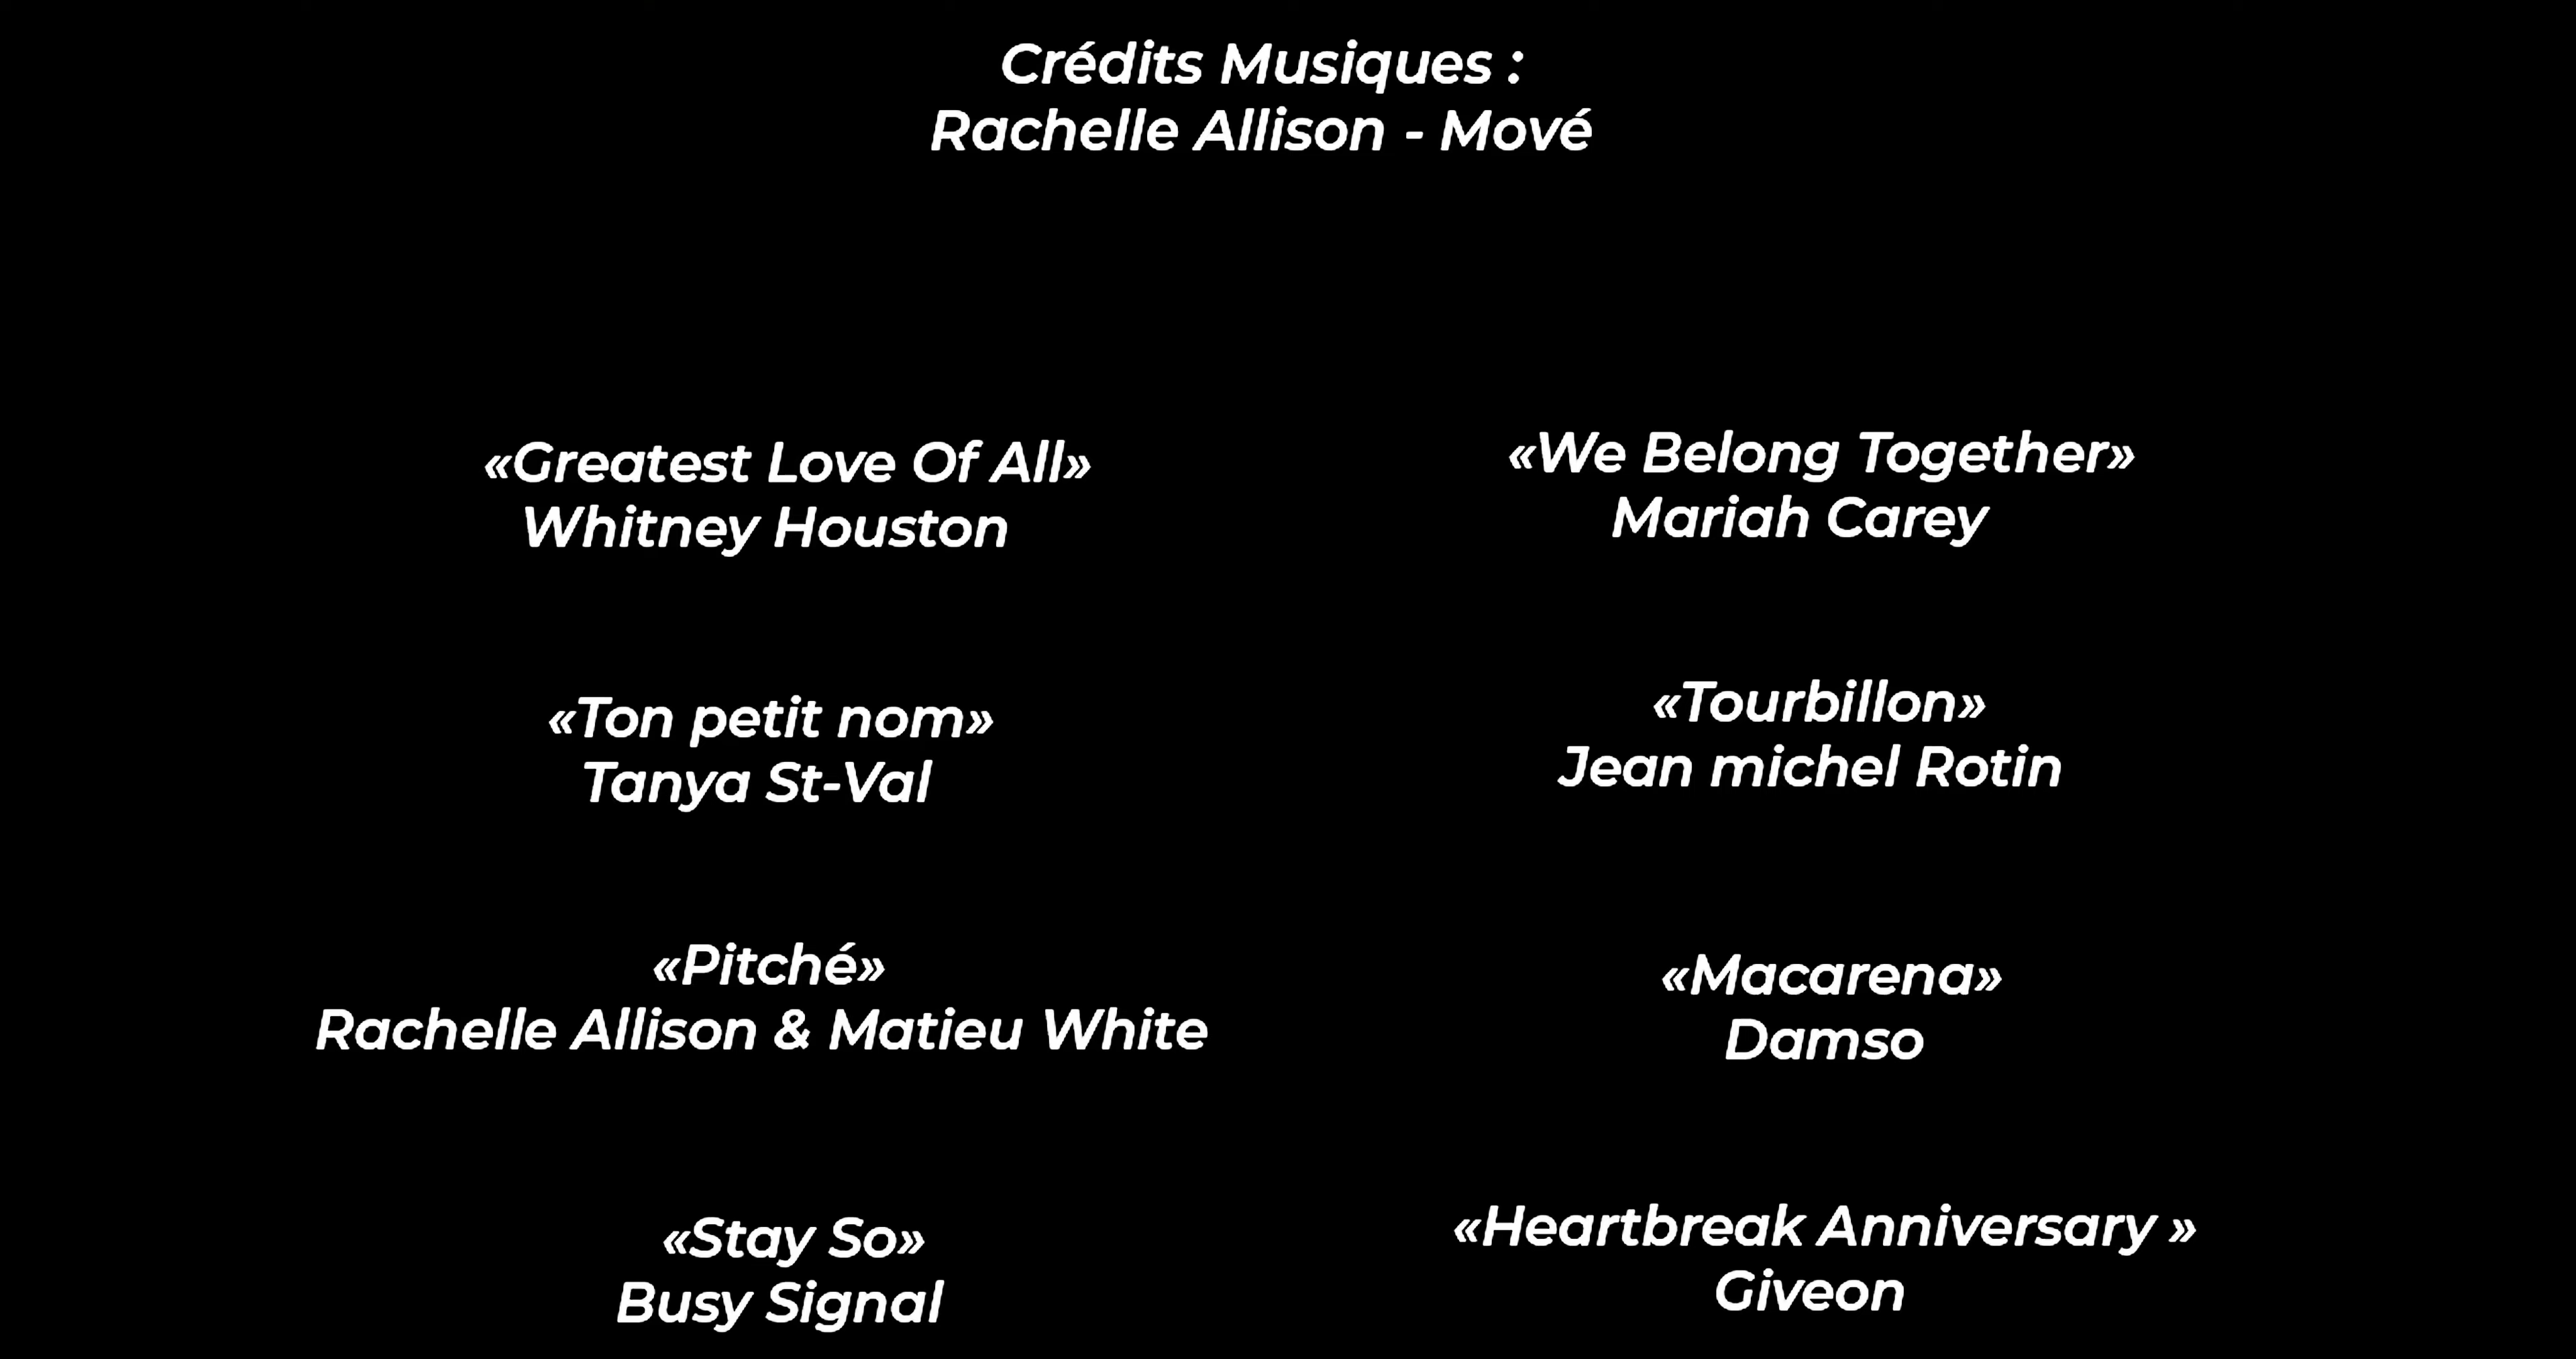 Crédits Musiques :
Rachelle Allison - Mové
«Greatest Love Of All»
Whitney Houston
«We Belong Together»
Mariah Carey
«Ton petit nom»
Tanya St-Val
«Tourbillon»
Jean michel Rotin
«Pitché»
Rachelle Allison & Matieu White
«Macarena»
Damso
«Stay So»
Busy Signal
«Heartbreak Anniversary »
Giveon